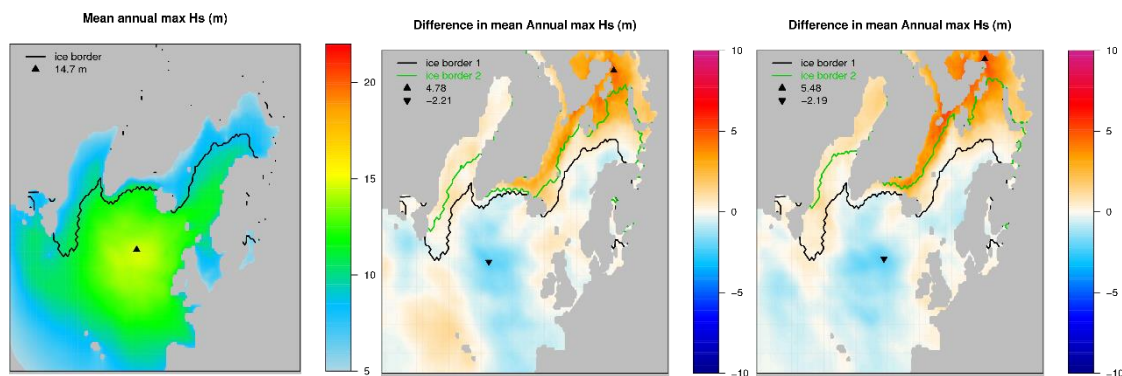 Mean annual max Hs (m)
ice border
14.7 m
20
15
10
5
Difference in mean Annual max Hs (m)
ice border 1
ice border 2
4.78
−2.21
10
5
0
−5
−10
Difference in mean Annual max Hs (m)
ice border 1
ice border 2
5.48
−2.19
10
5
0
−5
−10